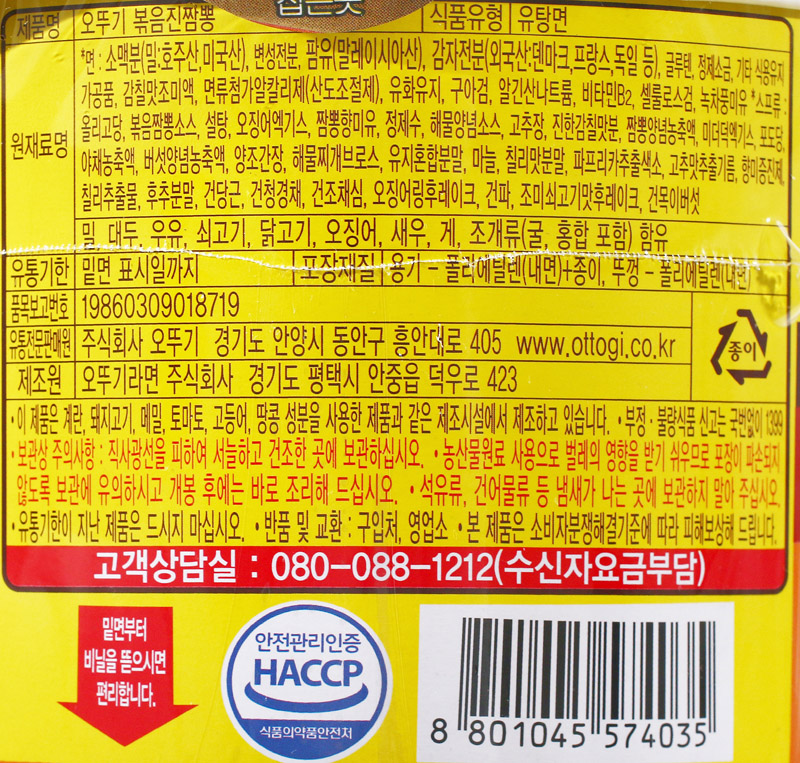 제품명 오뚜기 볶음진짬뽕 식품유형 유탕면
원재료명
*면 : 소맥분(밀:호주산,미국산), 변성전분, 팜유(말레이시아산), 감자전분(외국산:덴마크,프랑스,독일 등), 글루텐, 정제소금, 기타 식용유지
가공품, 감칠맛조미액, 면류첨가알칼리제(산도조절제), 유화유지, 구아검, 알긴산나트륨, 비타민B2, 셀룰로스검, 녹차풍미유 *스프류 :
올리고당, 볶음짬뽕소스, 설탕, 오징어엑기스, 짬뽕향미유, 정제수, 해물양념소스, 고추장, 진한감칠맛분, 짬뽕양념농축액, 미더덕엑기스, 포도당,
야채농축액, 버섯양념농축액, 양조간장, 해물찌개브로스, 유지혼합분말, 마늘, 칠리맛분말, 파프리카추출색소, 고추맛추출기름, 향미증진제,
칠리추출물, 후추분말, 건당근, 건청경채, 건조채심, 오징어링후레이크, 건파, 조미쇠고기맛후레이크, 건목이버섯
밀, 대두, 우유, 쇠고기, 닭고기, 오징어, 새우, 게, 조개류(굴, 홍합 포함) 함유
유통기한 밑면 표시일까지 포장재질 용기 – 폴리에틸렌(내면)+종이, 뚜껑 – 폴리에틸렌(내면)
품목보고번호 19860309018719
유통전문판매원 주식회사 오뚜기 경기도 안양시 동안구 흥안대로 405 www.ottogi.co.kr
종이
제조원 오뚜기라면 주식회사 경기도 평택시 안중읍 덕우로 423
• 이 제품은 계란, 돼지고기, 메밀, 토마토, 고등어, 땅콩 성분을 사용한 제품과 같은 제조시설에서 제조하고 있습니다. • 부정 · 불량식품 신고는 국번없이 1399
• 보관상 주의사항 : 직사광선을 피하여 서늘하고 건조한 곳에 보관하십시오. • 농산물원료 사용으로 벌레의 영향을 받기 쉬우므로 포장이 파손되지
않도록 보관에 유의하시고 개봉 후에는 바로 조리해 드십시오. • 석유류, 건어물류 등 냄새가 나는 곳에 보관하지 말아 주십시오.
• 유통기한이 지난 제품은 드시지 마십시오. • 반품 및 교환 : 구입처, 영업소 • 본 제품은 소비자분쟁해결기준에 따라 피해보상해 드립니다.
고객상담실 : 080–088–1212(수신자요금부담)
밑면부터
비닐을 뜯으시면
편리합니다.
안전관리인증
HACCP
식품의약품안전처
8 801045 574035